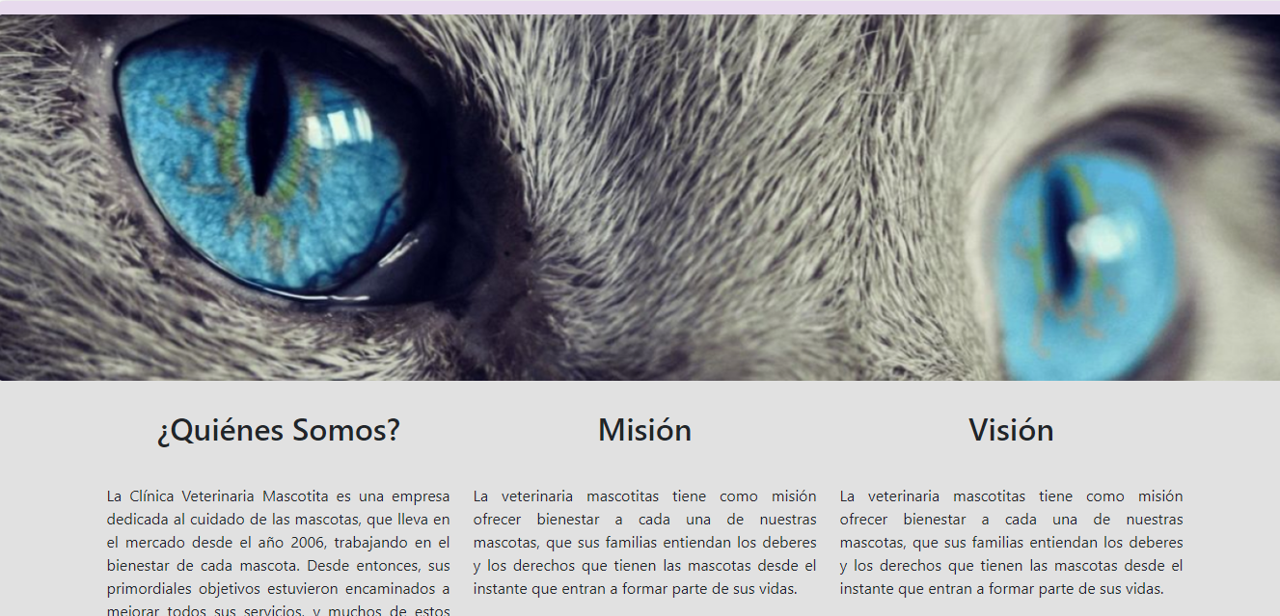 ¿Quiénes Somos?
La Clínica Veterinaria Mascotita es una empresa
dedicada al cuidado de las mascotas, que lleva en
el mercado desde el año 2006, trabajando en el
bienestar de cada mascota. Desde entonces, sus
primordiales objetivos estuvieron encaminados a
mejorar todos sus servicios, y muchos de estos
Misión
La veterinaria mascotitas tiene como misión
ofrecer bienestar a cada una de nuestras
mascotas, que sus familias entiendan los deberes
y los derechos que tienen las mascotas desde el
instante que entran a formar parte de sus vidas.
Visión
La veterinaria mascotitas tiene como misión
ofrecer bienestar a cada una de nuestras
mascotas, que sus familias entiendan los deberes
y los derechos que tienen las mascotas desde el
instante que entran a formar parte de sus vidas.